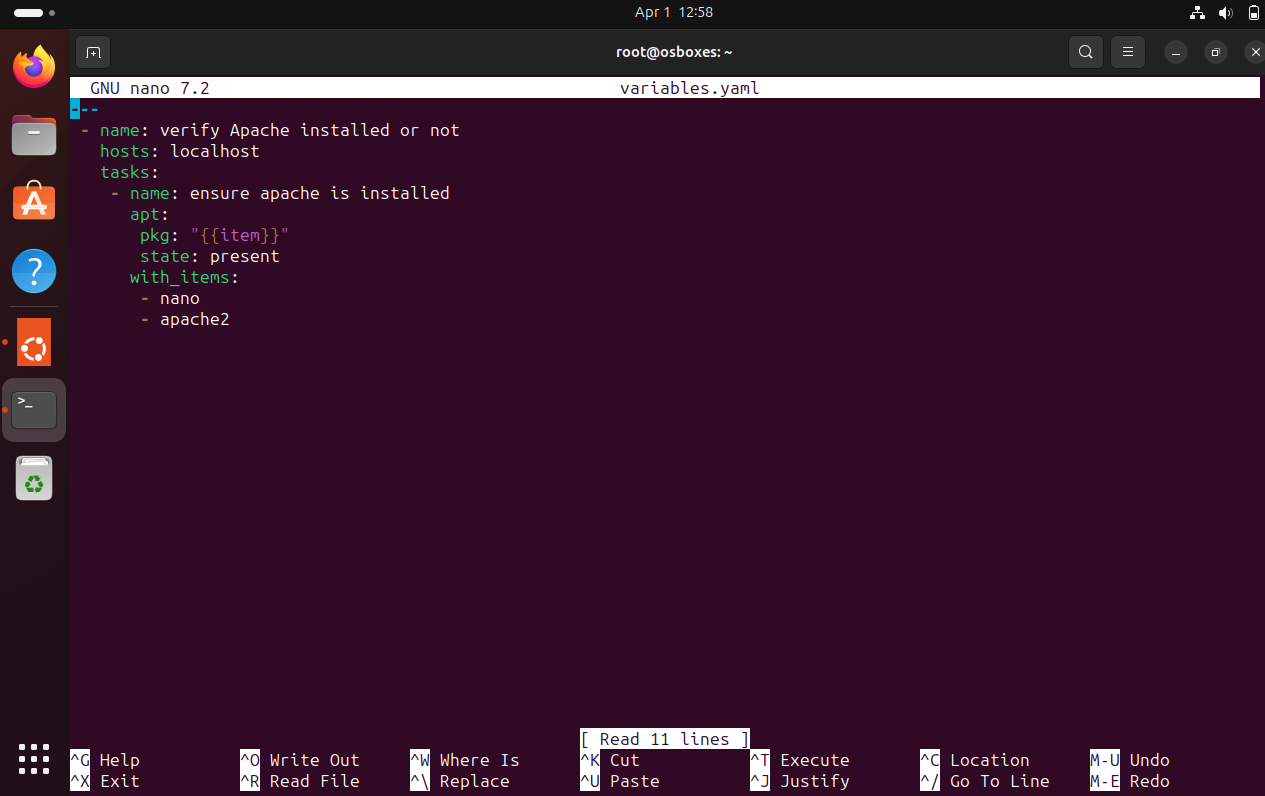 Apr 1 12:58
root@osboxes: ~
GNU nano 7.2 variables.yaml
---
 - name: verify Apache installed or not
   hosts: localhost
   tasks:
    - name: ensure apache is installed
      apt:
       pkg: "{{item}}"
       state: present
      with_items:
       - nano
       - apache2
[ Read 11 lines ]
^G Help ^O Write Out ^W Where Is ^K Cut ^T Execute ^C Location M-U Undo
^X Exit ^R Read File ^\ Replace ^U Paste ^J Justify ^/ Go To Line M-E Redo